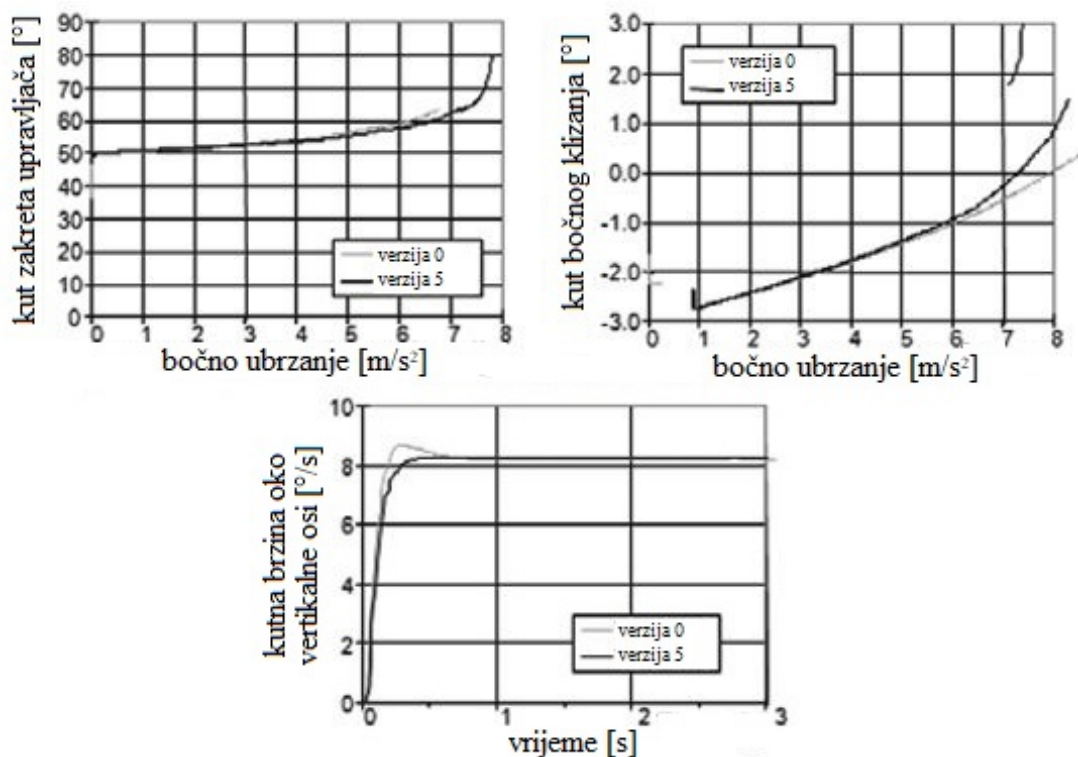 kut zakreta upravljača [°]
90
80
70
60
50
40
30
20
10
0
0 1 2 3 4 5 6 7 8
verzija 0
verzija 5
bočno ubrzanje [m/s²]
kut bočnog klizanja [°]
3.0
2.0
1.0
0.0
-1.0
-2.0
-3.0
0 1 2 3 4 5 6 7 8
verzija 0
verzija 5
bočno ubrzanje [m/s²]
kutna brzina oko
vertikalne osi [°/s]
10
8
6
4
2
0
0 1 2 3
verzija 0
verzija 5
vrijeme [s]